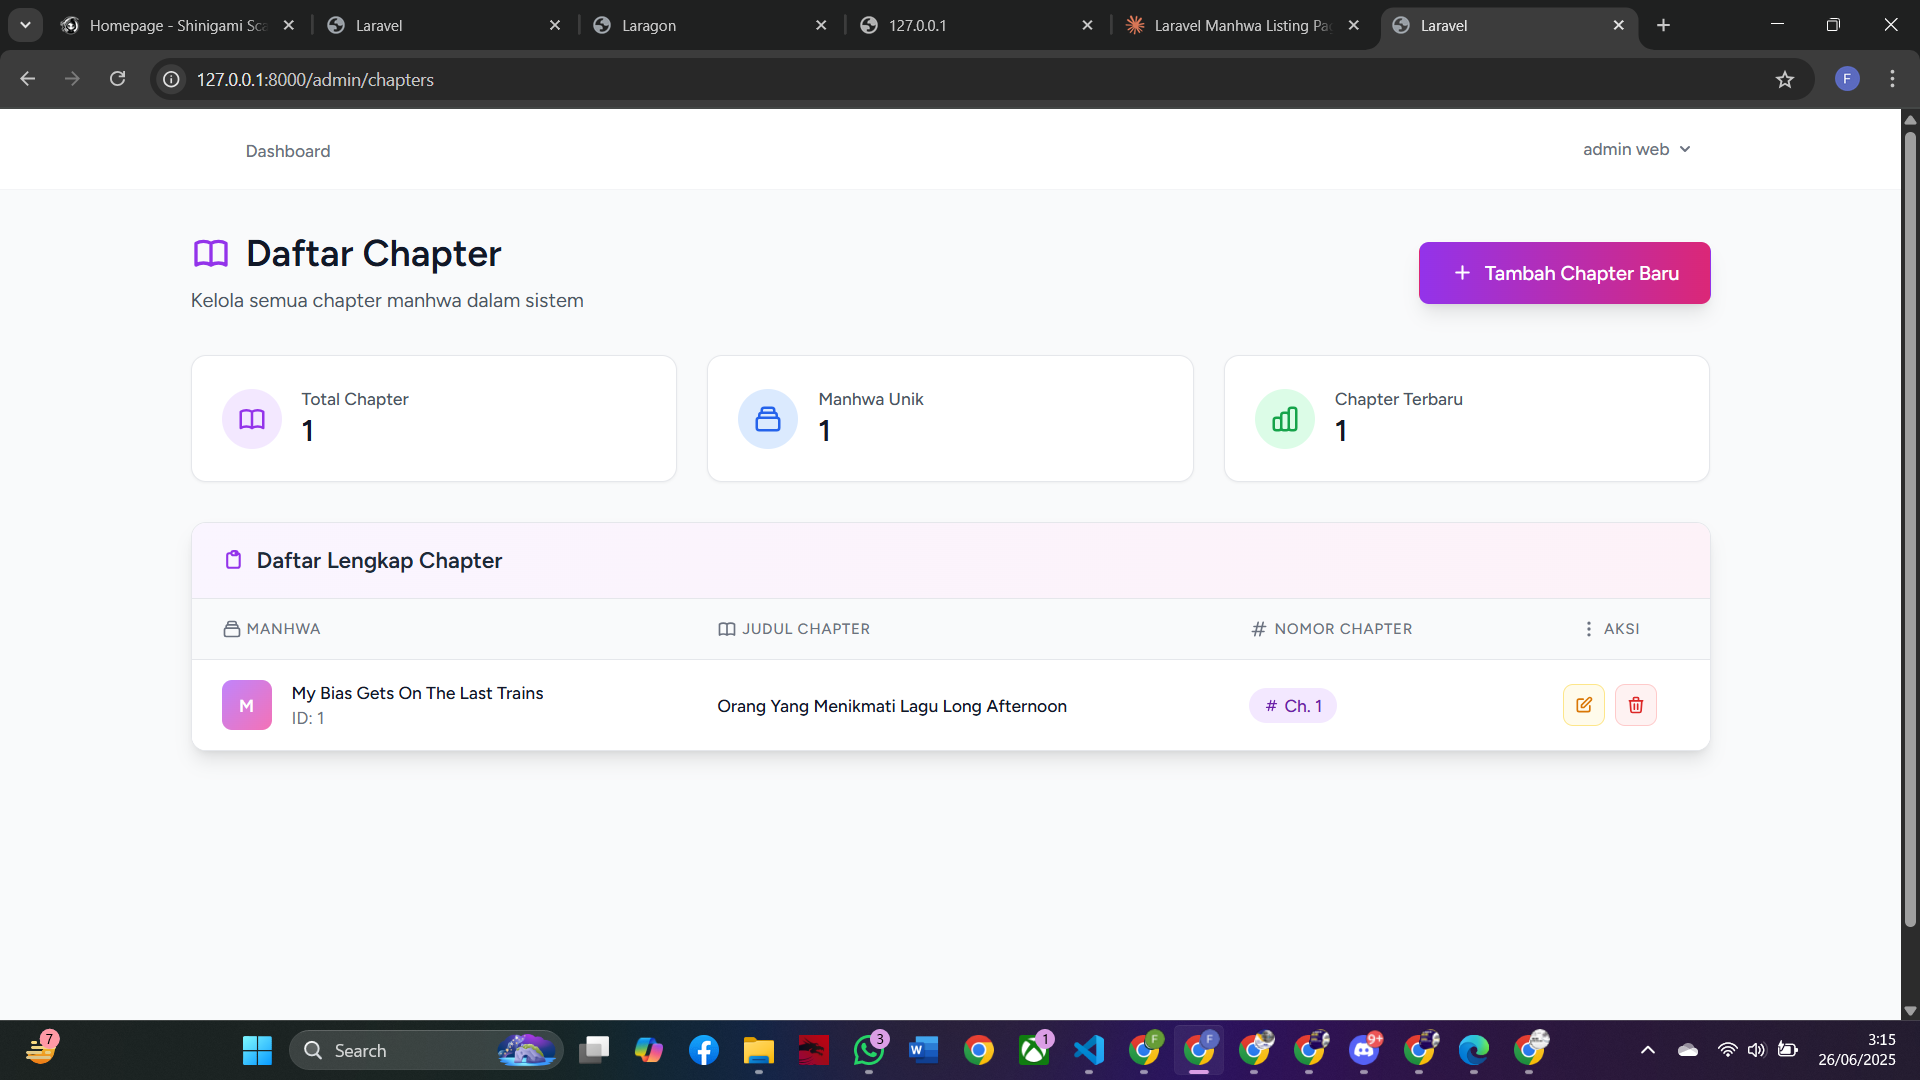 Homepage - Shinigami Sca
Laravel
Laragon
127.0.0.1
Laravel Manhwa Listing Pag
Laravel
127.0.0.1:8000/admin/chapters
F
Dashboard
admin web
Daftar Chapter
Kelola semua chapter manhwa dalam sistem
+ Tambah Chapter Baru
Total Chapter
1
Manhwa Unik
1
Chapter Terbaru
1
Daftar Lengkap Chapter
MANHWA
JUDUL CHAPTER
# NOMOR CHAPTER
AKSI
M
My Bias Gets On The Last Trains
ID: 1
Orang Yang Menikmati Lagu Long Afternoon
# Ch. 1
7
Search
3
W
1
F
F
9+
3:15
26/06/2025